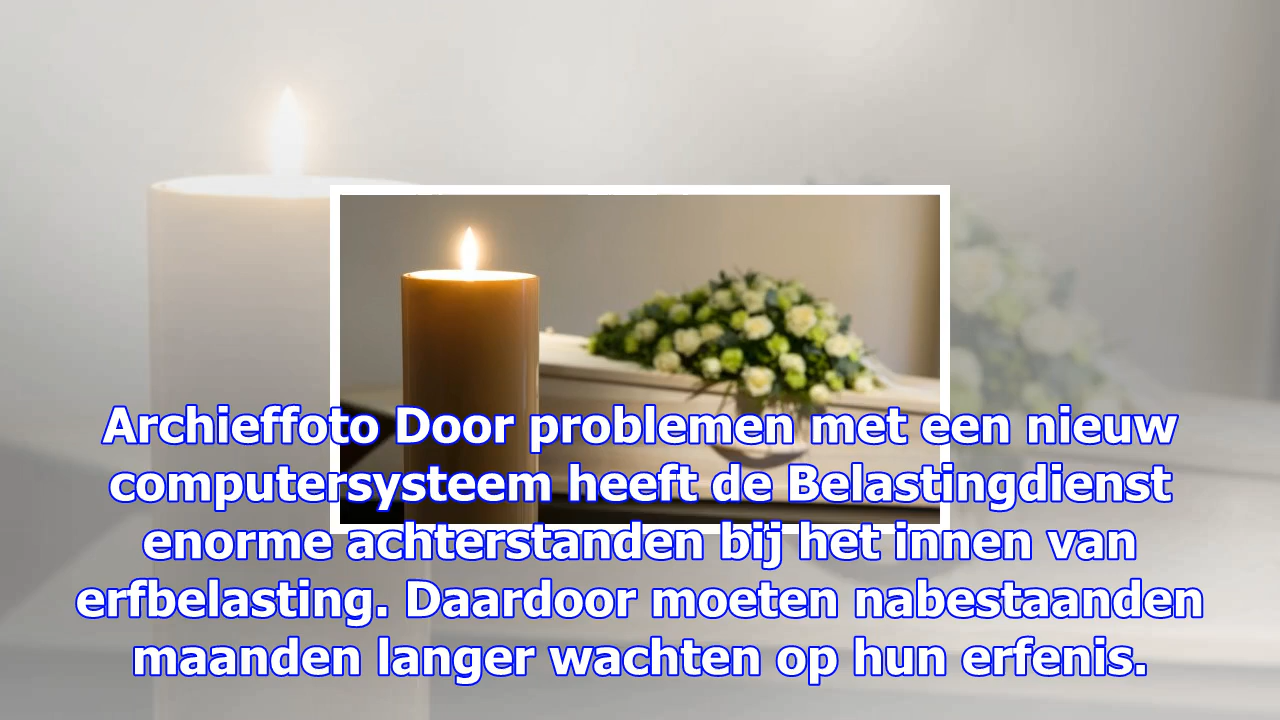 Archieffoto Door problemen met een nieuw
computersysteem heeft de Belastingdienst
enorme achterstanden bij het innen van
erfbelasting. Daardoor moeten nabestaanden
maanden langer wachten op hun erfenis.